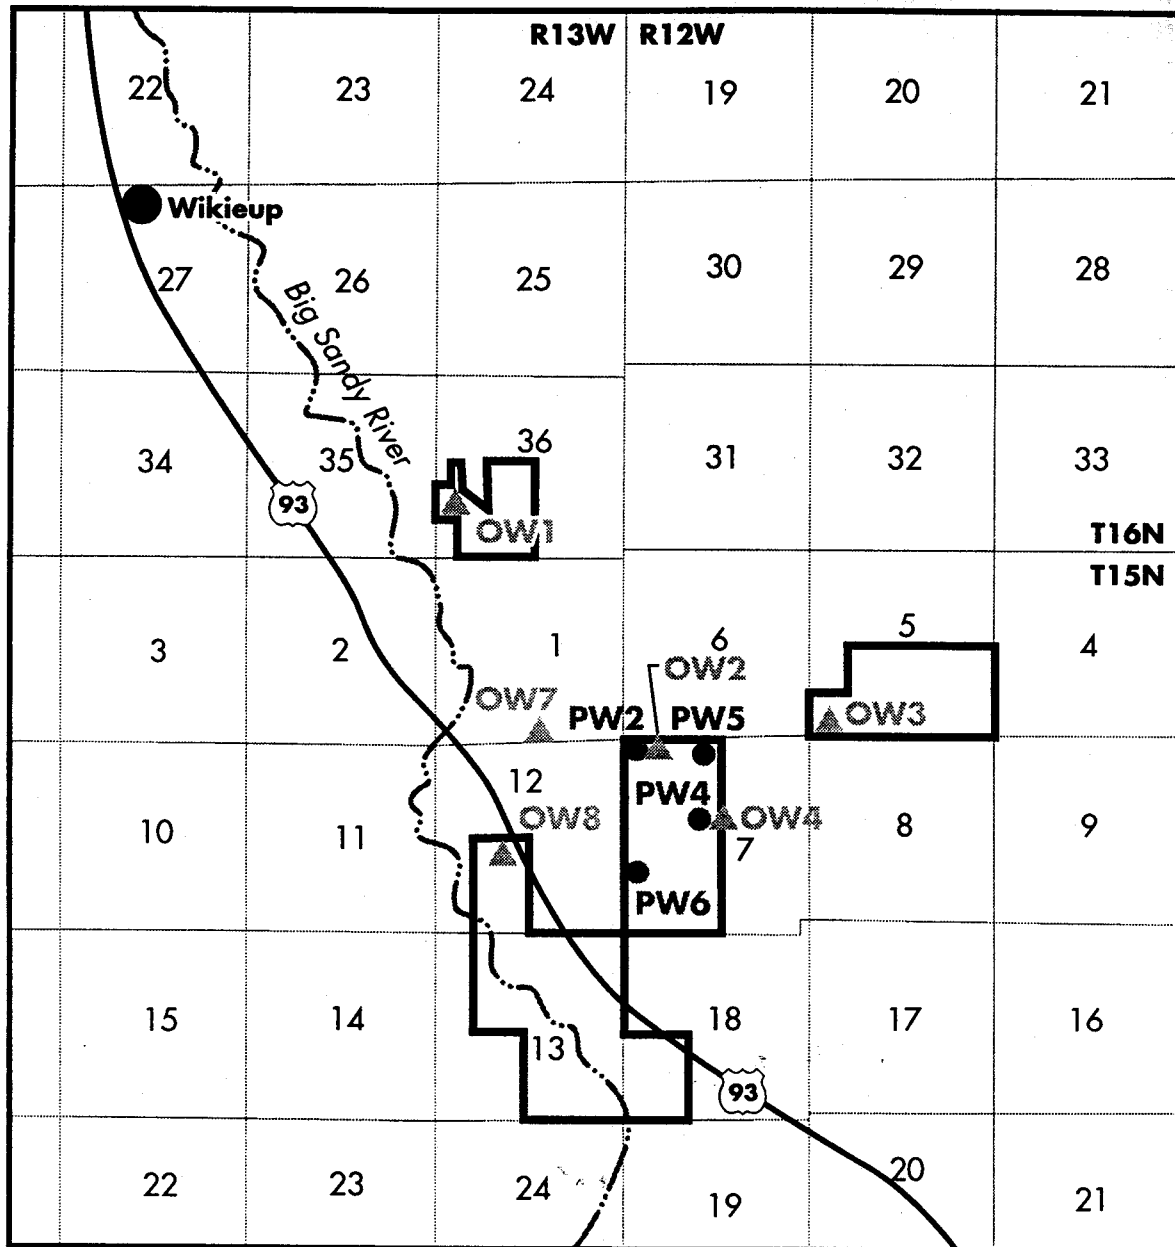 R13W R12W
22 23 24 19 20 21
Wikieup
27 26 25 30 29 28
Big Sandy River
34 35 36 31 32 33
93
OW1
T16N
T15N
3 2 1 6 5 4
OW2
OW7 PW2 PW5 OW3
12
PW4 OW4
OW8
10 11 7 8 9
PW6
15 14 13 18 17 16
93
22 23 24 19 20 21